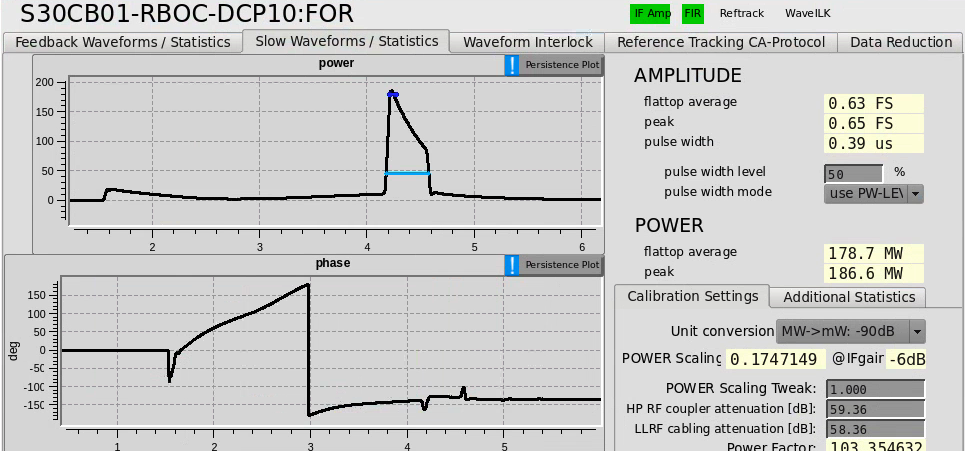 S30CB01-RBOC-DCP10:FOR
IF Amp FIR Reftrack WaveILK
Feedback Waveforms / Statistics Slow Waveforms / Statistics Waveform Interlock Reference Tracking CA-Protocol Data Reduction
power
! Persistence Plot
200
150
100
50
0
2 3 4 5 6
phase
! Persistence Plot
deg
150
100
50
0
-50
-100
-150
1 2 3 4 5
AMPLITUDE
flattop average 0.63 FS
peak 0.65 FS
pulse width 0.39 us
pulse width level 50 %
pulse width mode use PW-LEV
POWER
flattop average 178.7 MW
peak 186.6 MW
Calibration Settings Additional Statistics
Unit conversion MW->mW: -90dB
POWER Scaling 0.1747149 @IFgain -6dB
POWER Scaling Tweak: 1.000
HP RF coupler attenuation [dB]: 59.36
LLRF cabling attenuation [dB]: 58.36
Power Factor: 103.354632